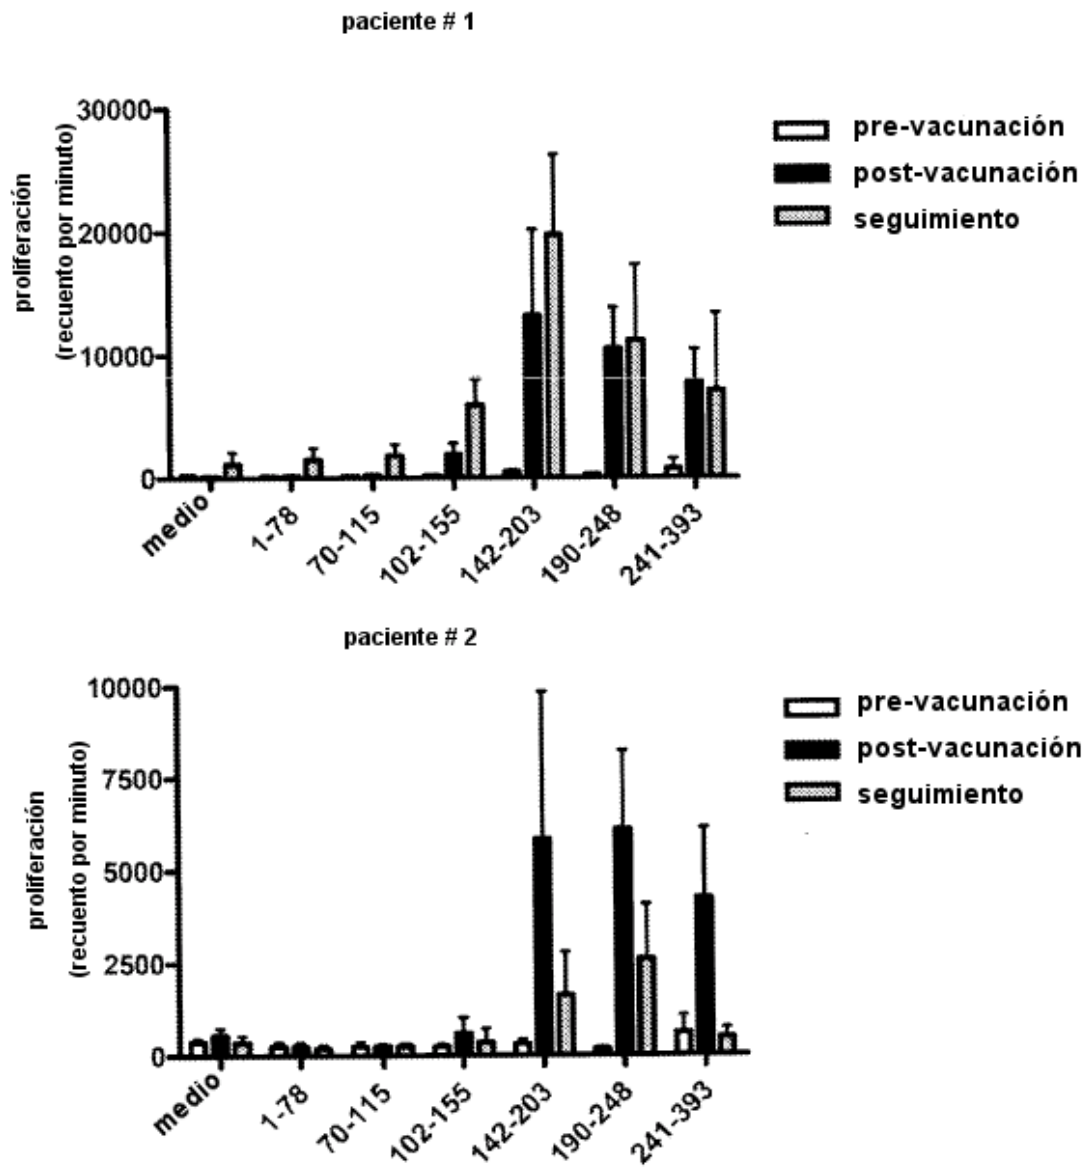 paciente # 1
30000
20000
10000
0
proliferación
(recuento por minuto)
pre-vacunación
post-vacunación
seguimiento
medio
1-78
70-115
102-155
142-203
190-248
241-393
paciente # 2
10000
7500
5000
2500
0
proliferación
(recuento por minuto)
pre-vacunación
post-vacunación
seguimiento
medio
1-78
70-115
102-155
142-203
190-248
241-393